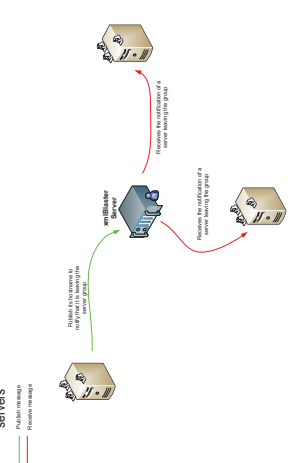 servers
Publish message
Receive message
Publish its hostname to
notify that it is leaving the
server group
xmlBlaster
Server
Receives the notification of a
server leaving the group
Receives the notification of a
server leaving the group